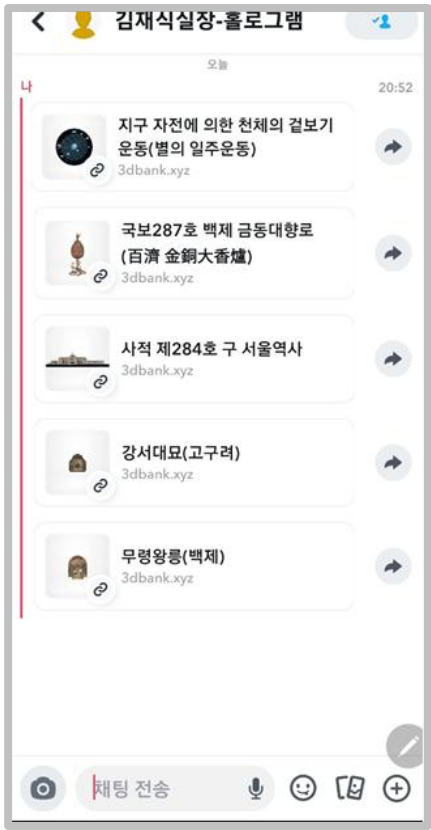 김재식실장-홀로그램
오늘
나
20:52
지구 자전에 의한 천체의 겉보기
운동(별의 일주운동)
3dbank.xyz
국보287호 백제 금동대향로
(百濟 金銅大香爐)
3dbank.xyz
사적 제284호 구 서울역사
3dbank.xyz
강서대묘(고구려)
3dbank.xyz
무령왕릉(백제)
3dbank.xyz
채팅 전송